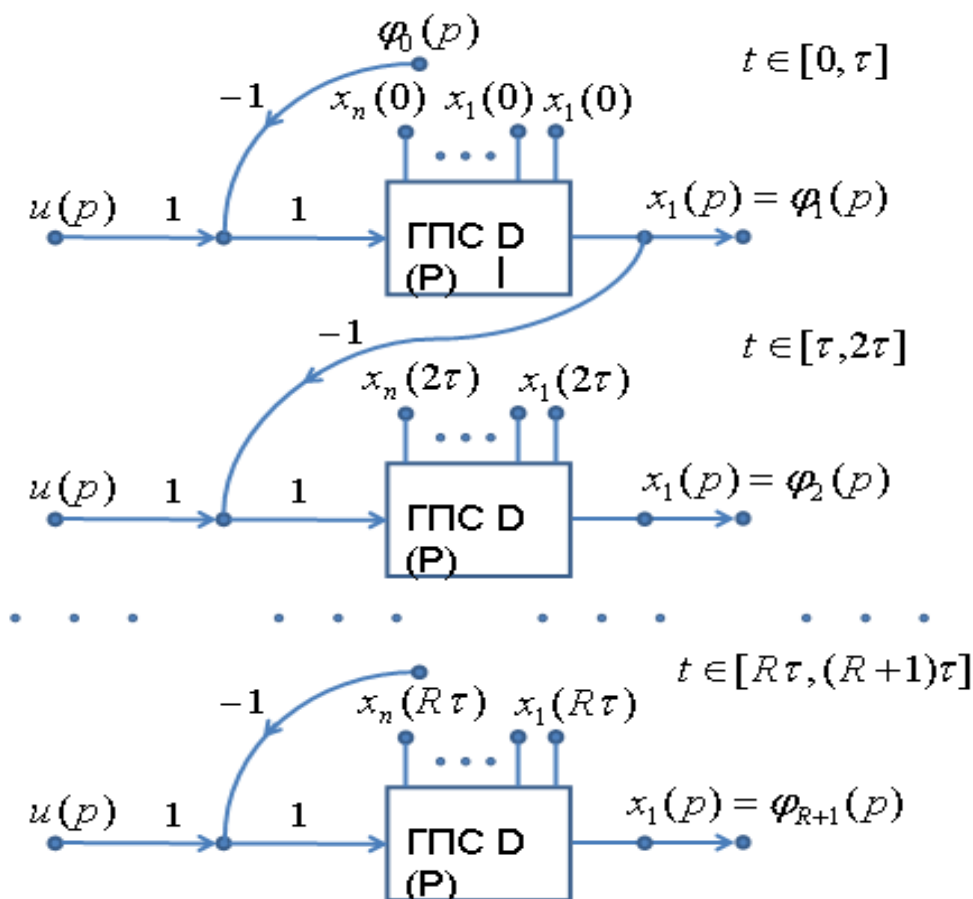 φ₀(p)
t ∈ [0, τ]
−1
xₙ(0) x₁(0) x₁(0)
u(p) 1 1
x₁(p) = φ₁(p)
ГПС D
(P) I
−1
t ∈ [τ, 2τ]
xₙ(2τ) x₁(2τ)
u(p) 1 1
x₁(p) = φ₂(p)
ГПС D
(P)
t ∈ [Rτ, (R + 1)τ]
−1
xₙ(Rτ) x₁(Rτ)
u(p) 1 1
x₁(p) = φ_{R+1}(p)
ГПС D
(P)